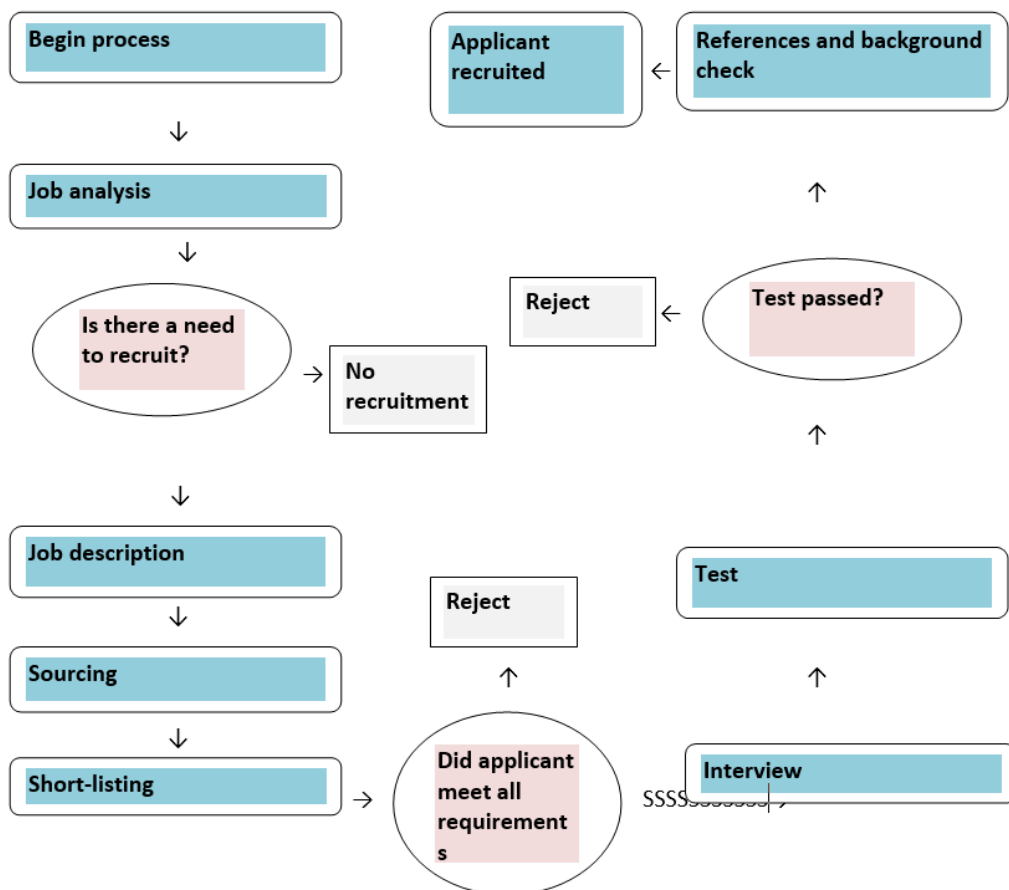 Begin process
Job analysis
Is there a need
to recruit?
No
recruitment
Job description
Sourcing
Short-listing
Did applicant
meet all
requirement
s
Reject
Interview
Test
Test passed?
Reject
References and background
check
Applicant
recruited